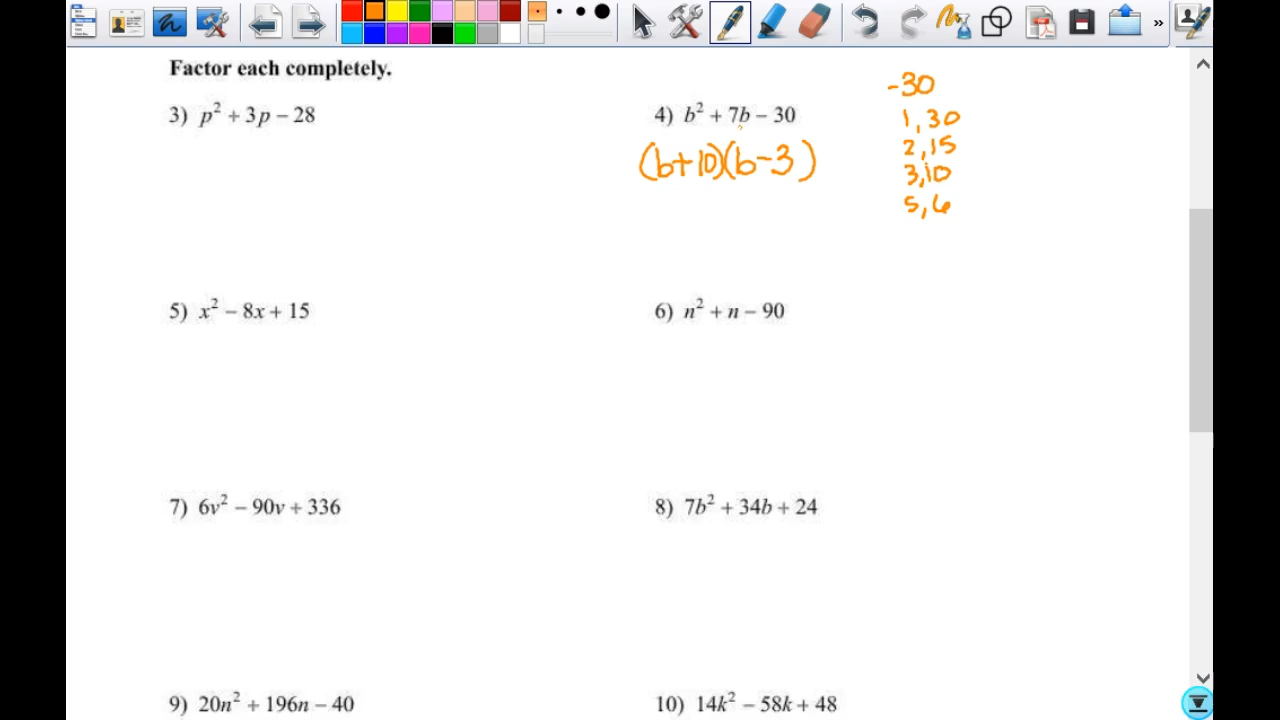 Factor each completely.
3) p² + 3p − 28
4) b² + 7b − 30
(b+10)(b-3)
-30
1, 30
2, 15
3, 10
5, 6
5) x² − 8x + 15
6) n² + n − 90
7) 6v² − 90v + 336
8) 7b² + 34b + 24
9) 20n² + 196n − 40
10) 14k² − 58k + 48